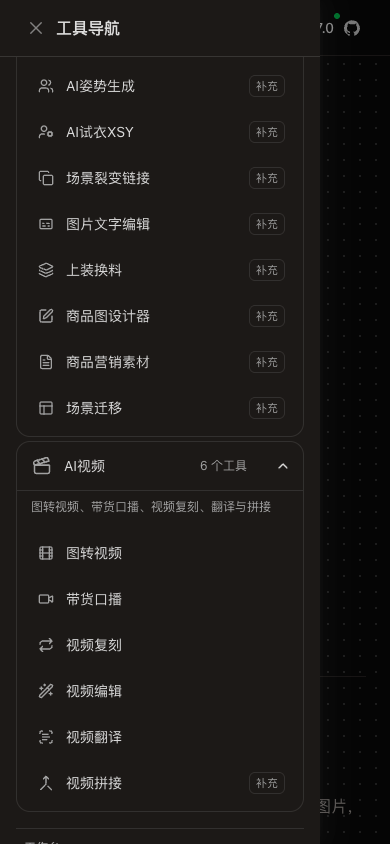 工具导航
7.0
AI姿势生成 补充
AI试衣XSY 补充
场景裂变链接 补充
图片文字编辑 补充
上装换料 补充
商品图设计器 补充
商品营销素材 补充
场景迁移 补充
AI视频 6 个工具
图转视频、带货口播、视频复刻、翻译与拼接
图转视频
带货口播
视频复刻
视频编辑
视频翻译
视频拼接 补充
图片,